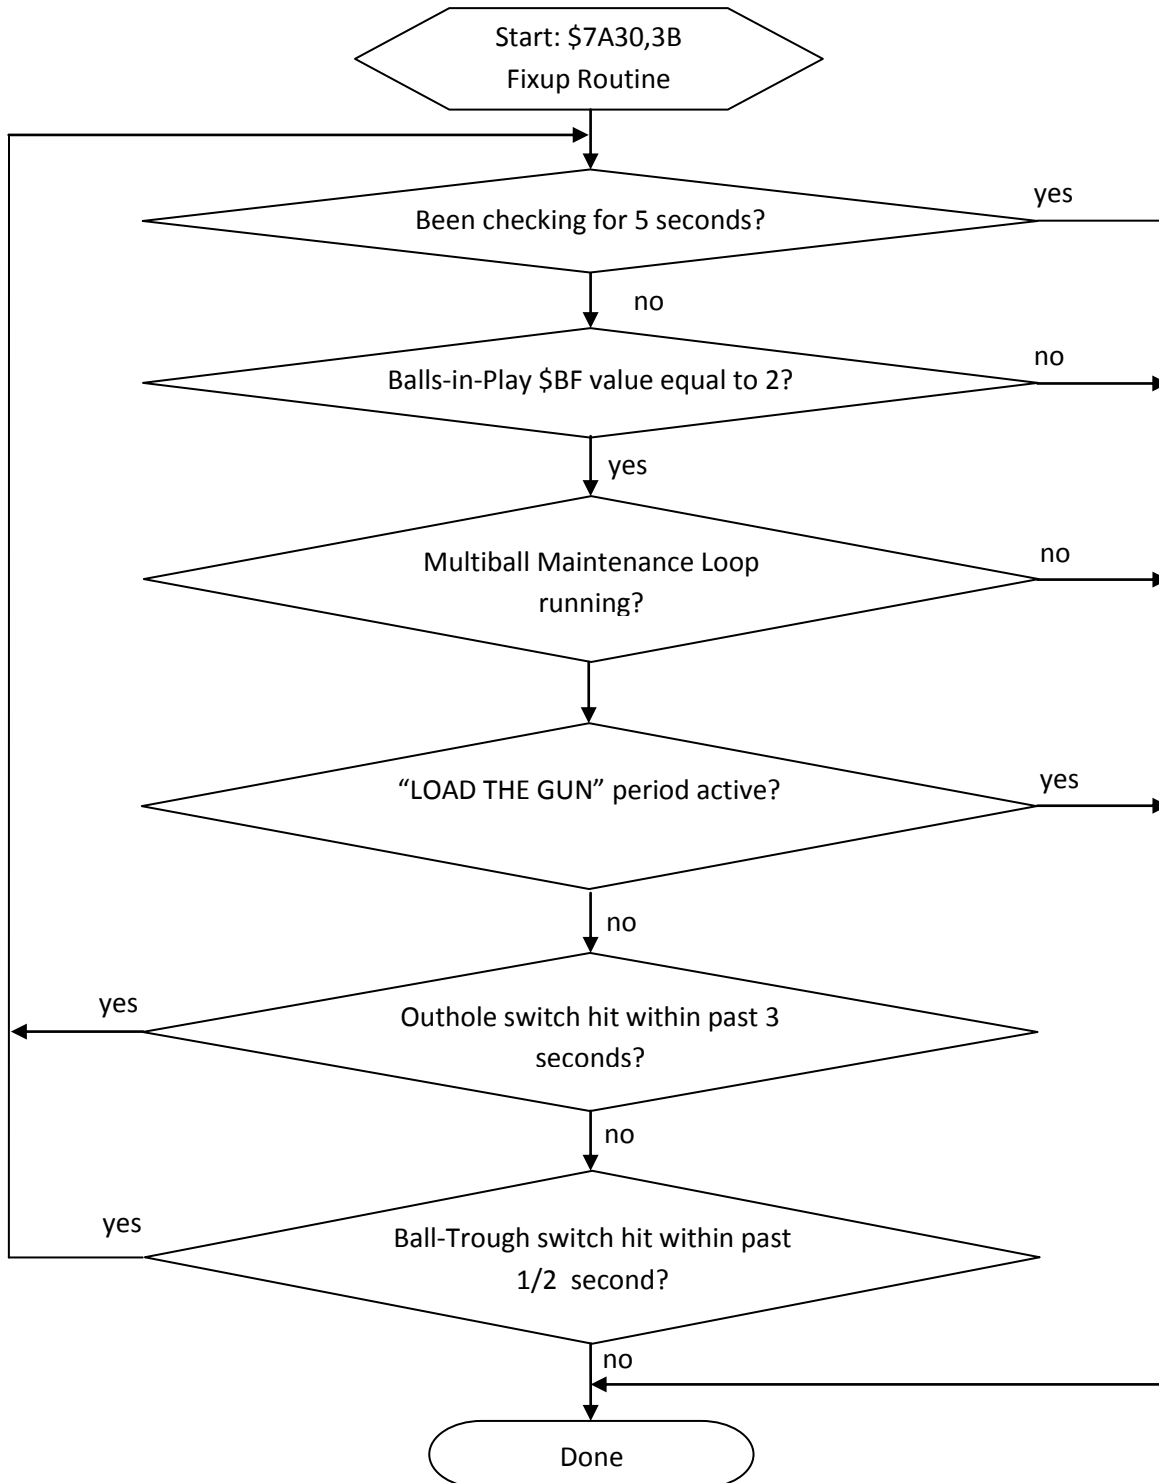 Start: $7A30,3B
Fixup Routine
Been checking for 5 seconds?
yes
no
Balls-in-Play $BF value equal to 2?
no
yes
Multiball Maintenance Loop
running?
no
“LOAD THE GUN” period active?
yes
no
yes
Outhole switch hit within past 3
seconds?
no
yes
Ball-Trough switch hit within past
1/2 second?
no
Done